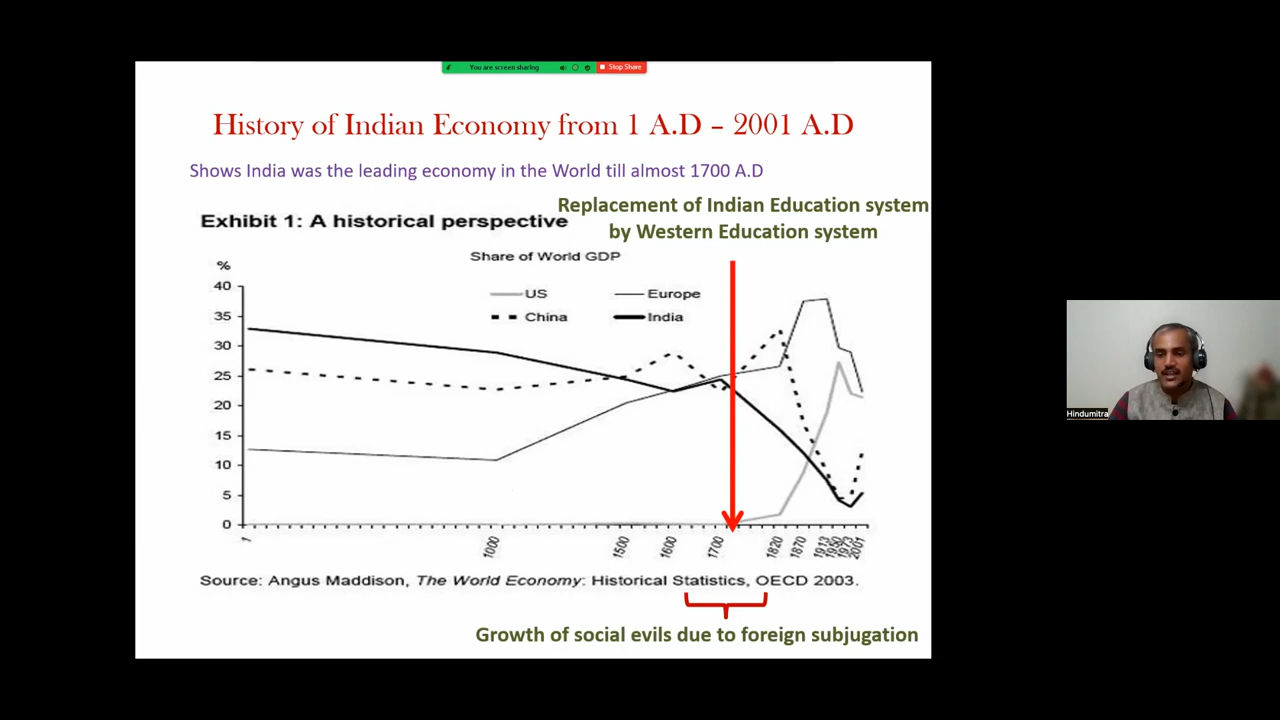 You are screen sharing
Stop Share
History of Indian Economy from 1 A.D – 2001 A.D
Shows India was the leading economy in the World till almost 1700 A.D
Replacement of Indian Education system
by Western Education system
Exhibit 1: A historical perspective
Share of World GDP
%
US
Europe
China
India
40
35
30
25
20
15
10
5
0
1
1000
1500
1600
1700
1820
1870
1913
1950
1973
2001
Source: Angus Maddison, The World Economy: Historical Statistics, OECD 2003.
Growth of social evils due to foreign subjugation
Hindumitra